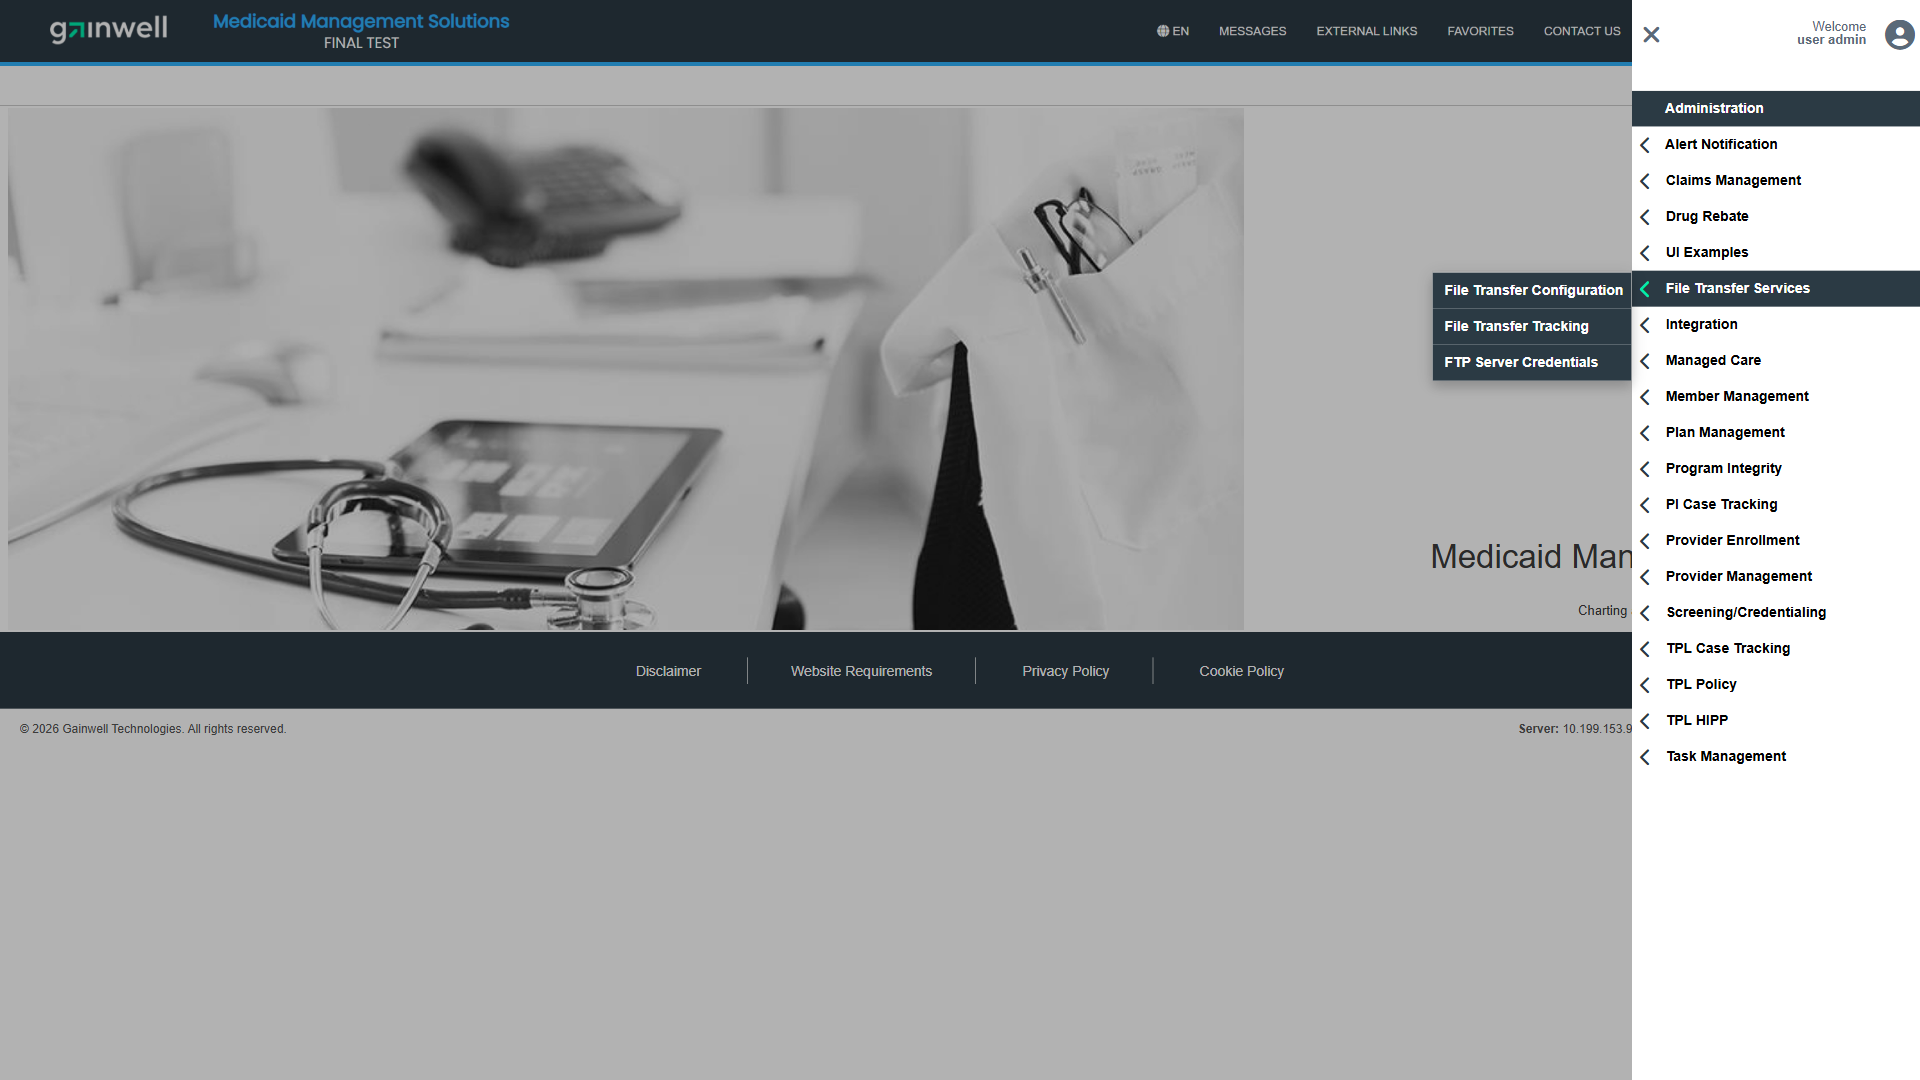 gainwell
Medicaid Management Solutions
FINAL TEST
EN
MESSAGES
EXTERNAL LINKS
FAVORITES
CONTACT US
Welcome
user admin
Administration
Alert Notification
Claims Management
Drug Rebate
UI Examples
File Transfer Services
File Transfer Configuration
File Transfer Tracking
FTP Server Credentials
Integration
Managed Care
Member Management
Plan Management
Program Integrity
PI Case Tracking
Provider Enrollment
Provider Management
Screening/Credentialing
TPL Case Tracking
TPL Policy
TPL HIPP
Task Management
Medicaid Man
Charting
Disclaimer
Website Requirements
Privacy Policy
Cookie Policy
© 2026 Gainwell Technologies. All rights reserved.
Server: 10.199.153.9